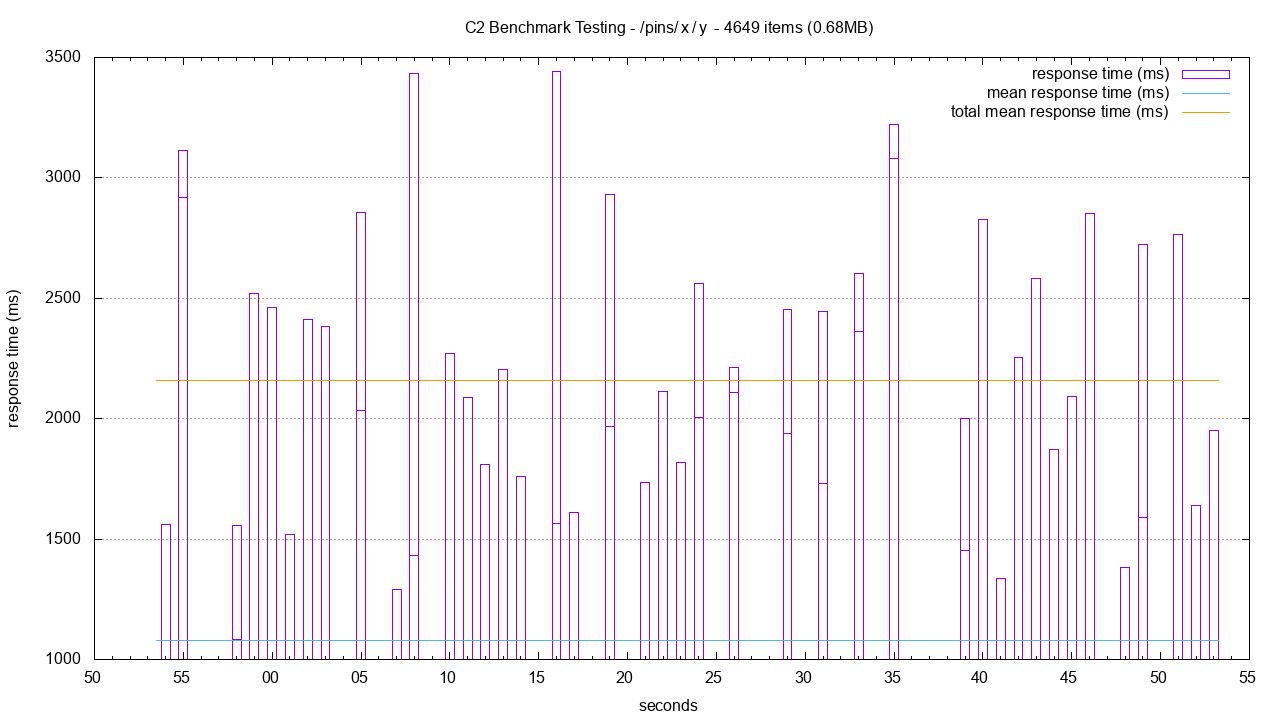 C2 Benchmark Testing - /pins/x/y - 4649 items (0.68MB)
3500
response time (ms)
mean response time (ms)
total mean response time (ms)
3000
2500
2000
1500
1000
response time (ms)
50 55 00 05 10 15 20 25 30 35 40 45 50 55
seconds